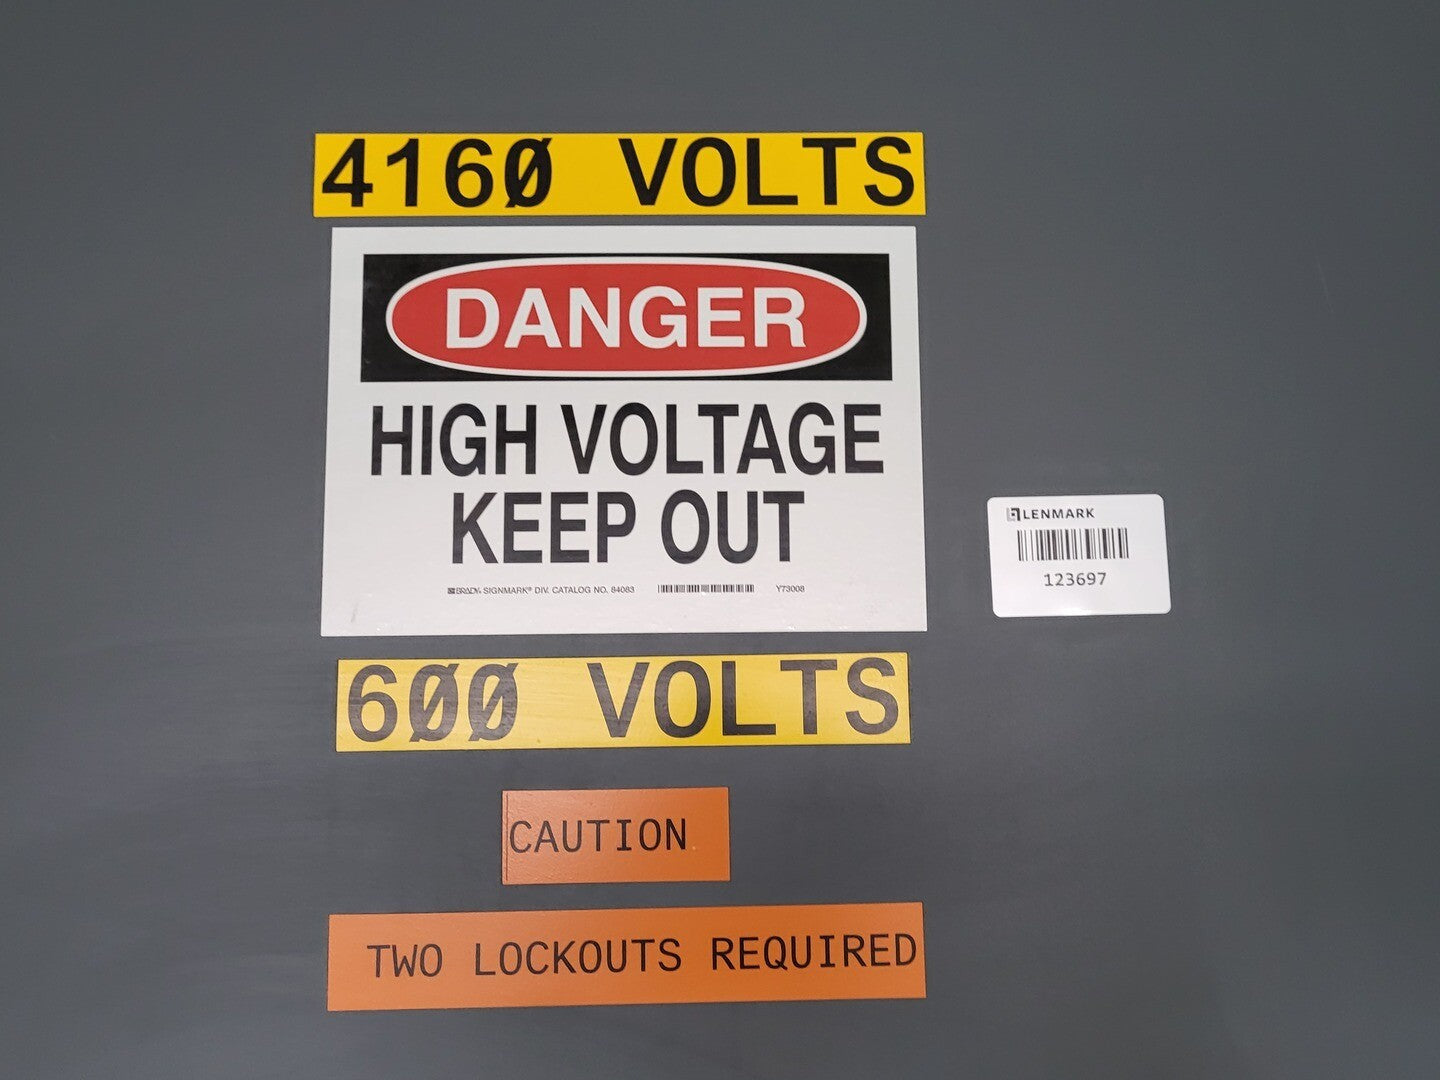 4160 VOLTS
DANGER
HIGH VOLTAGE
KEEP OUT
BRADY SIGNMARK® DIV. CATALOG NO. 84083 Y73008
LENMARK
123697
600 VOLTS
CAUTION
TWO LOCKOUTS REQUIRED